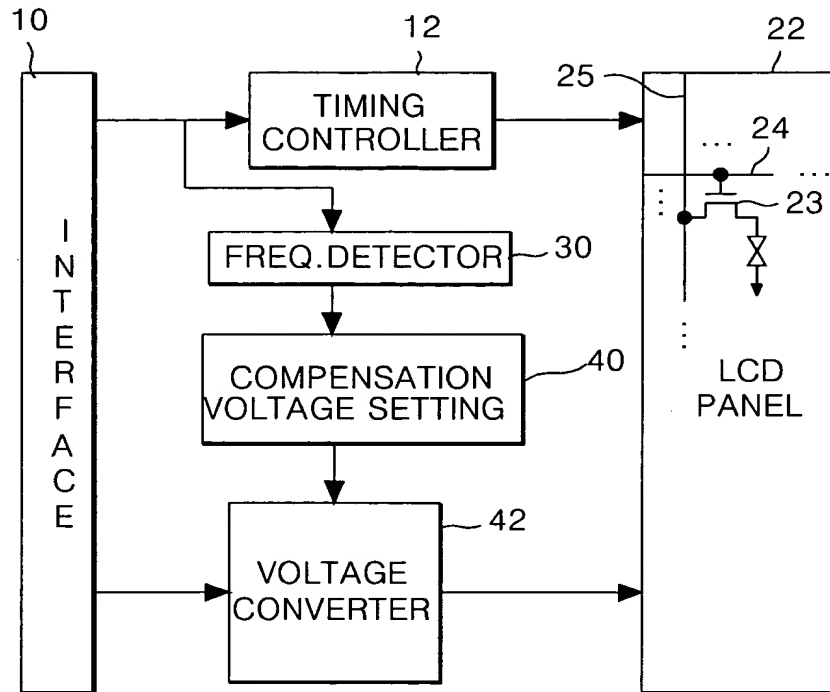 10
12
22
TIMING
CONTROLLER
25
24
23
INTERFACE
FREQ.DETECTOR
30
COMPENSATION
VOLTAGE SETTING
40
LCD
PANEL
42
VOLTAGE
CONVERTER